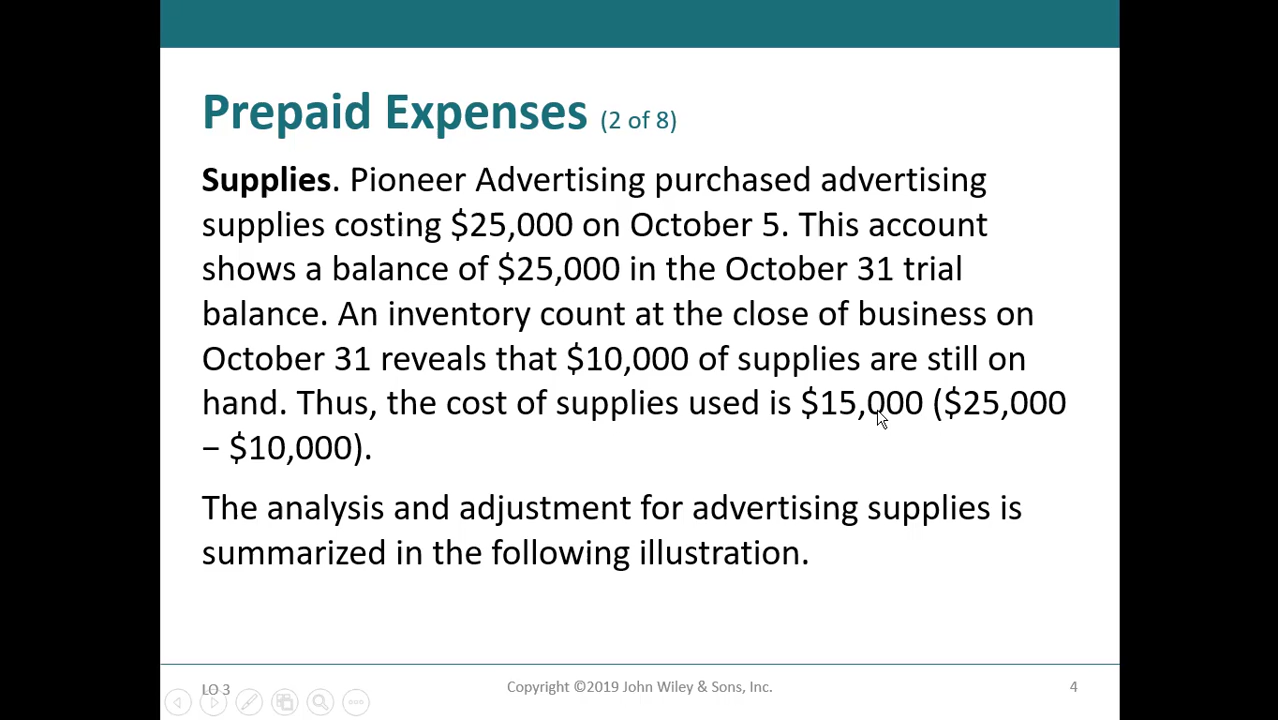 Prepaid Expenses (2 of 8)
Supplies. Pioneer Advertising purchased advertising
supplies costing $25,000 on October 5. This account
shows a balance of $25,000 in the October 31 trial
balance. An inventory count at the close of business on
October 31 reveals that $10,000 of supplies are still on
hand. Thus, the cost of supplies used is $15,000 ($25,000
− $10,000).
The analysis and adjustment for advertising supplies is
summarized in the following illustration.
LO 3
Copyright ©2019 John Wiley & Sons, Inc.
4